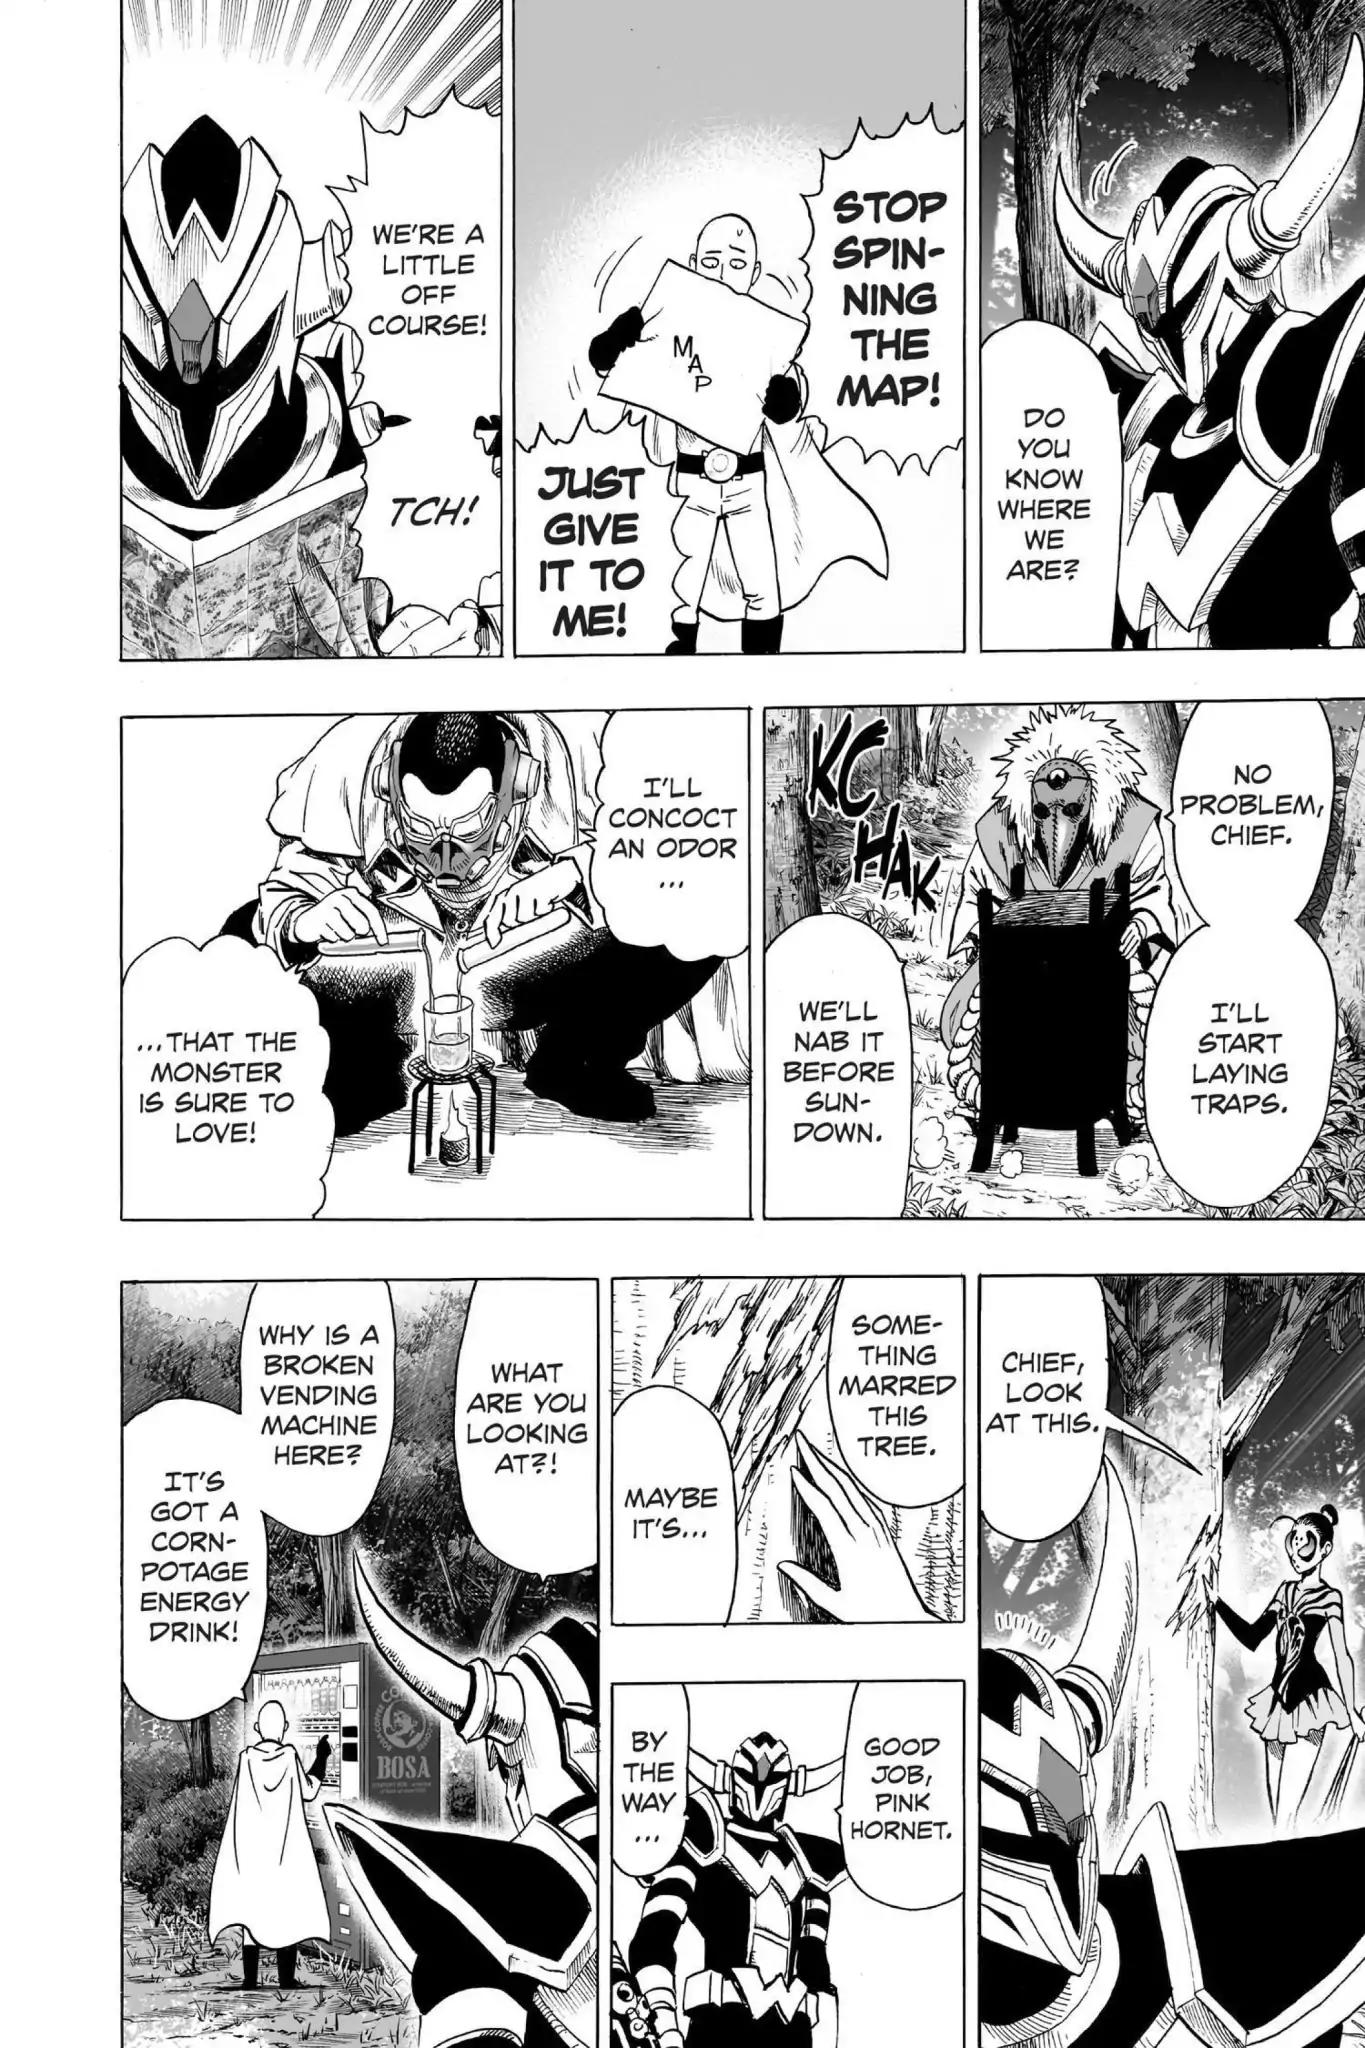 DO
YOU
KNOW
WHERE
WE
ARE?
STOP
SPIN-
NING
THE
MAP!
MAP
JUST
GIVE
IT TO
ME!
WE'RE A
LITTLE
OFF
COURSE!
TCH!
NO
PROBLEM,
CHIEF.
I'LL
START
LAYING
TRAPS.
KCHAK
WE'LL
NAB IT
BEFORE
SUN-
DOWN.
I'LL
CONCOCT
AN ODOR
...
...THAT THE
MONSTER
IS SURE TO
LOVE!
CHIEF,
LOOK
AT THIS.
SOME-
THING
MARRED
THIS
TREE.
MAYBE
IT'S...
GOOD
JOB,
PINK
HORNET.
BY
THE
WAY
...
WHAT
ARE YOU
LOOKING
AT?!
WHY IS A
BROKEN
VENDING
MACHINE
HERE?
IT'S
GOT A
CORN-
POTAGE
ENERGY
DRINK!
BOSA